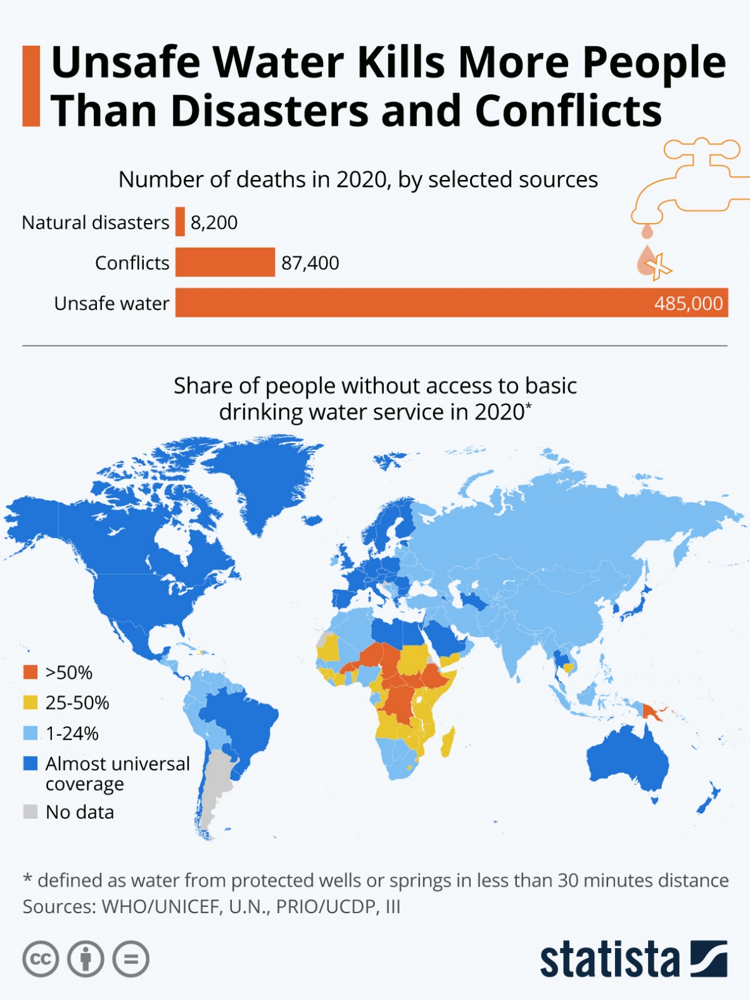 Unsafe Water Kills More People
Than Disasters and Conflicts
Number of deaths in 2020, by selected sources
Natural disasters 8,200
Conflicts 87,400
Unsafe water 485,000
Share of people without access to basic
drinking water service in 2020*
>50%
25-50%
1-24%
Almost universal
coverage
No data
* defined as water from protected wells or springs in less than 30 minutes distance
Sources: WHO/UNICEF, U.N., PRIO/UCDP, III
cc
statista